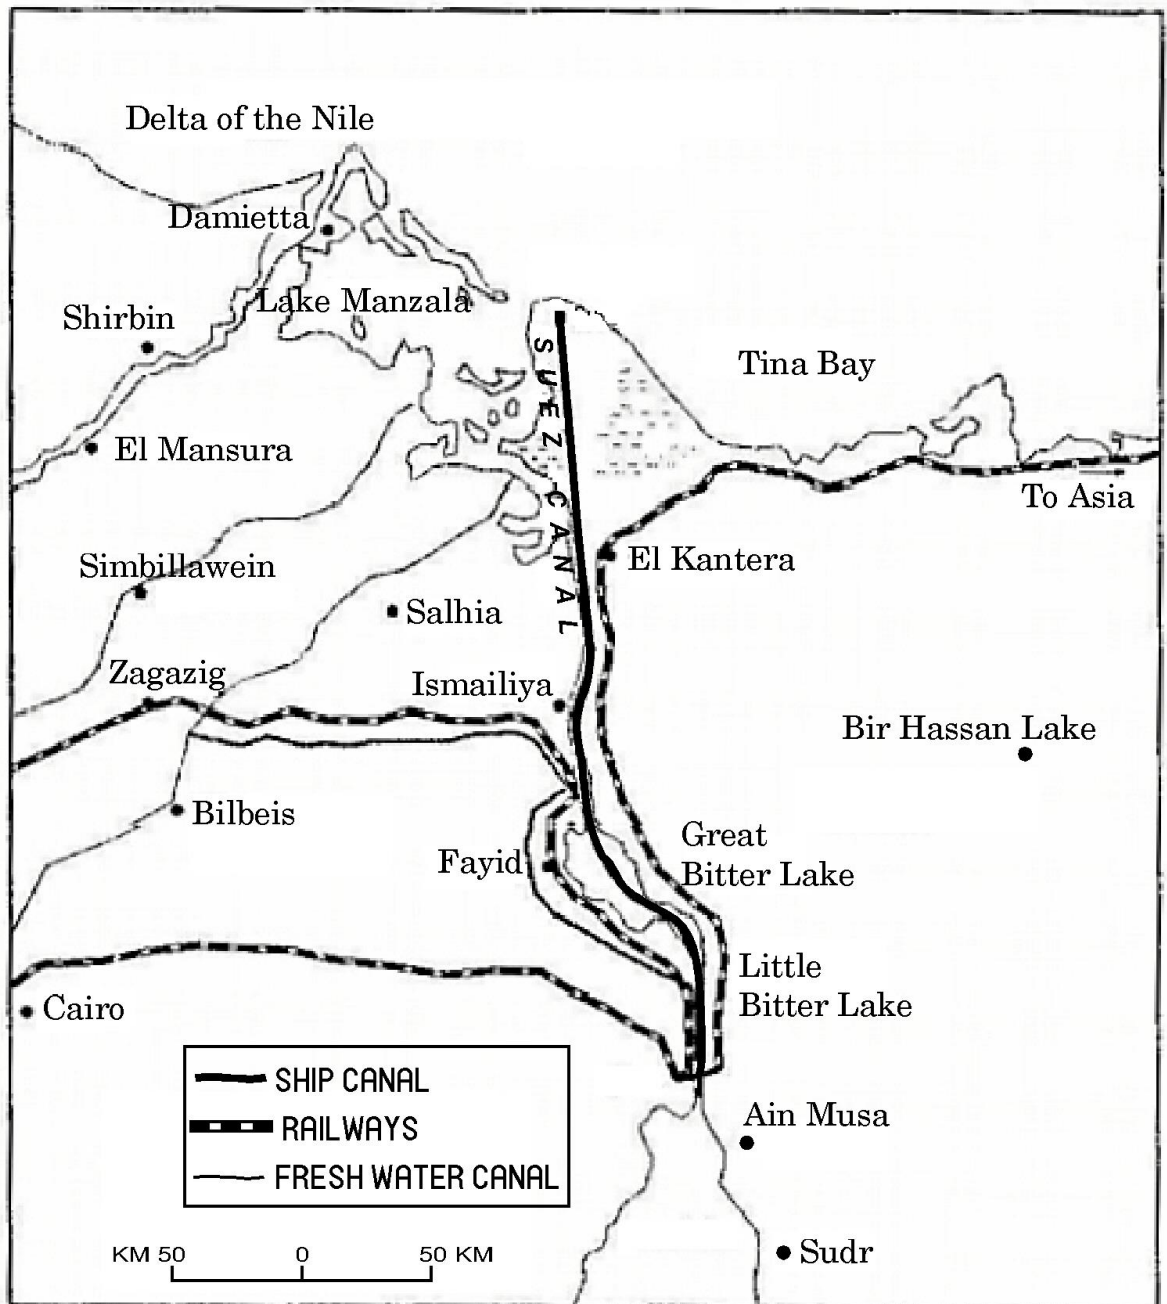 Delta of the Nile
Damietta
Lake Manzala
Shirbin
SUEZ CANAL
Tina Bay
El Mansura
To Asia
El Kantera
Simbillawein
Salhia
Zagazig
Ismailiya
Bir Hassan Lake
Bilbeis
Great
Bitter Lake
Fayid
Little
Bitter Lake
Cairo
SHIP CANAL
RAILWAYS
FRESH WATER CANAL
Ain Musa
KM 50 0 50 KM
Sudr